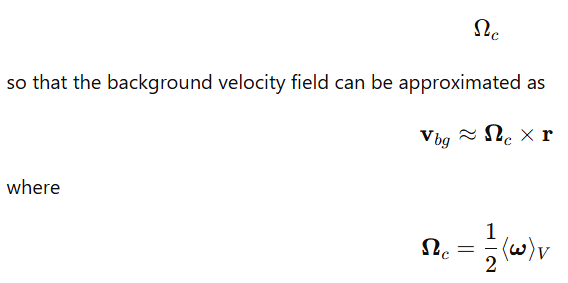 Ω_c
so that the background velocity field can be approximated as
𝐯_bg ≈ 𝛀_c × 𝐫
where
𝛀_c = 1/2 ⟨𝝎⟩_V